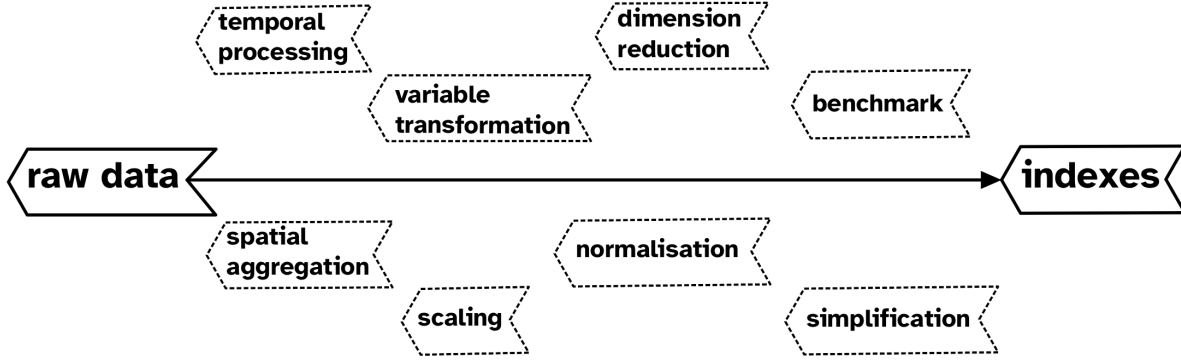 temporal
processing
dimension
reduction
variable
transformation
benchmark
raw data
indexes
spatial
aggregation
normalisation
scaling
simplification